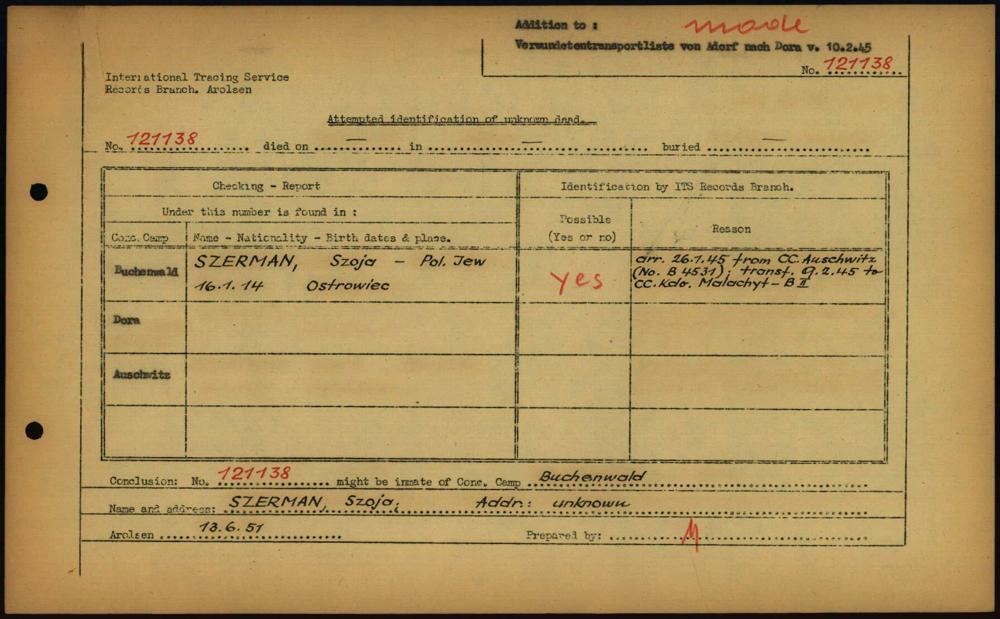 Addition to : made
Verwundetentransportliste von Adorf nach Dora v. 10.2.45
No. 121138
International Tracing Service
Records Branch. Arolsen
Attempted identification of unknown dead.
No. 121138 died on — in — buried —
Checking - Report
Identification by ITS Records Branch.
Under this number is found in :
Possible
(Yes or no)
Reason
Conc. Camp
Name - Nationality - Birth dates & place.
Buchenwald
SZERMAN, Szoja - Pol. Jew
16.1.14 Ostrowiec
yes
arr. 26.1.45 from CC. Auschwitz
(No. B 4531); transf. 9.2.45 to
CC. Kdo. Malachyt - B II
Dora
Auschwitz
Conclusion: No. 121138 might be inmate of Conc. Camp Buchenwald
Name and address: SZERMAN, Szoja; Addr.: unknown
Arolsen 13.6.51
Prepared by: